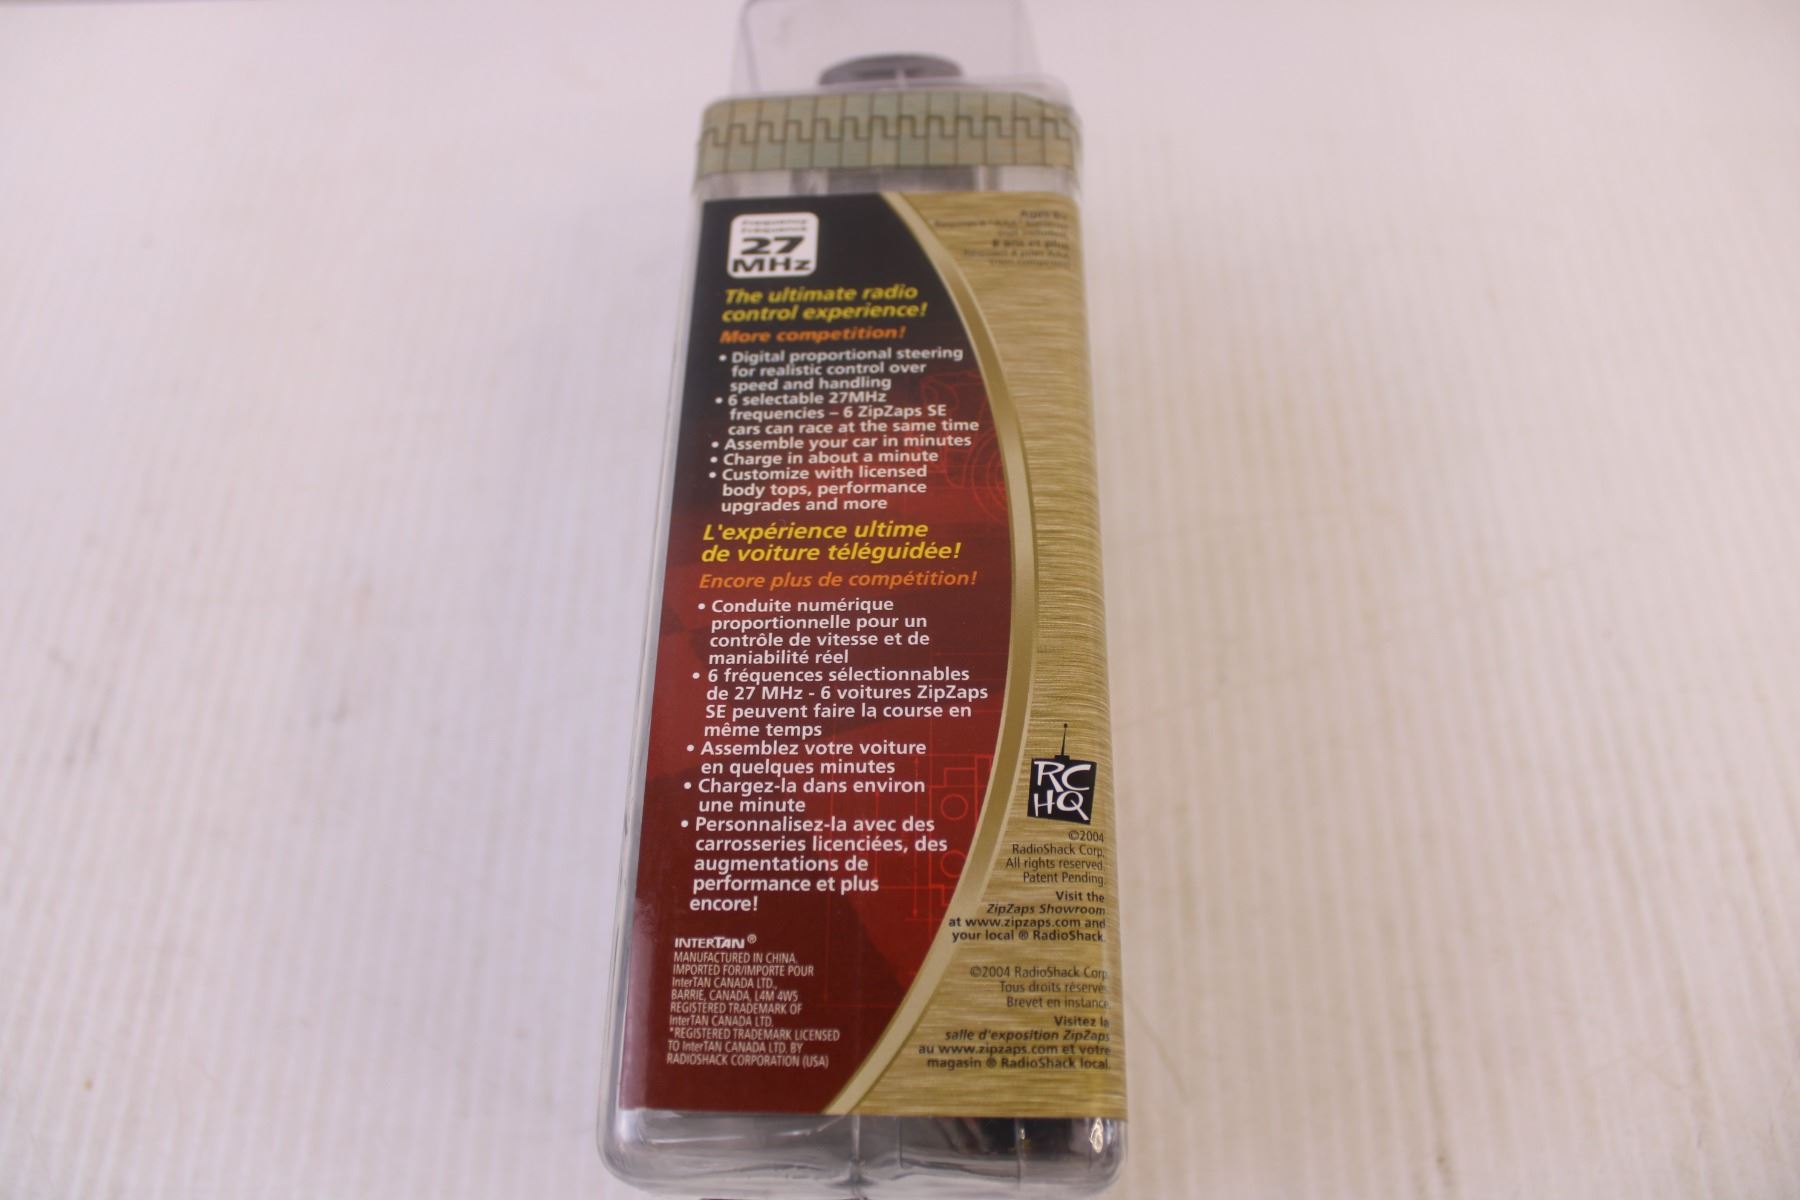 Frequency
Fréquence
27
MHz
The ultimate radio
control experience!
More competition!
• Digital proportional steering
for realistic control over
speed and handling
• 6 selectable 27MHz
frequencies – 6 ZipZaps SE
cars can race at the same time
• Assemble your car in minutes
• Charge in about a minute
• Customize with licensed
body tops, performance
upgrades and more
L'expérience ultime
de voiture téléguidée!
Encore plus de compétition!
• Conduite numérique
proportionnelle pour un
contrôle de vitesse et de
maniabilité réel
• 6 fréquences sélectionnables
de 27 MHz - 6 voitures ZipZaps
SE peuvent faire la course en
même temps
• Assemblez votre voiture
en quelques minutes
• Chargez-la dans environ
une minute
• Personnalisez-la avec des
carrosseries licenciées, des
augmentations de
performance et plus
encore!
INTERTAN®
MANUFACTURED IN CHINA.
IMPORTED FOR/IMPORTE POUR
InterTAN CANADA LTD.,
BARRIE, CANADA, L4M 4W5
REGISTERED TRADEMARK OF
InterTAN CANADA LTD.
*REGISTERED TRADEMARK LICENSED
TO InterTAN CANADA LTD. BY
RADIOSHACK CORPORATION (USA)
8 ans et plus
RC
HQ
©2004
RadioShack Corp.
All rights reserved.
Patent Pending.
Visit the
ZipZaps Showroom
at www.zipzaps.com and
your local ® RadioShack.
©2004 RadioShack Corp.
Tous droits réservés.
Brevet en instance.
Visitez la
salle d'exposition ZipZaps
au www.zipzaps.com et votre
magasin ® RadioShack local.